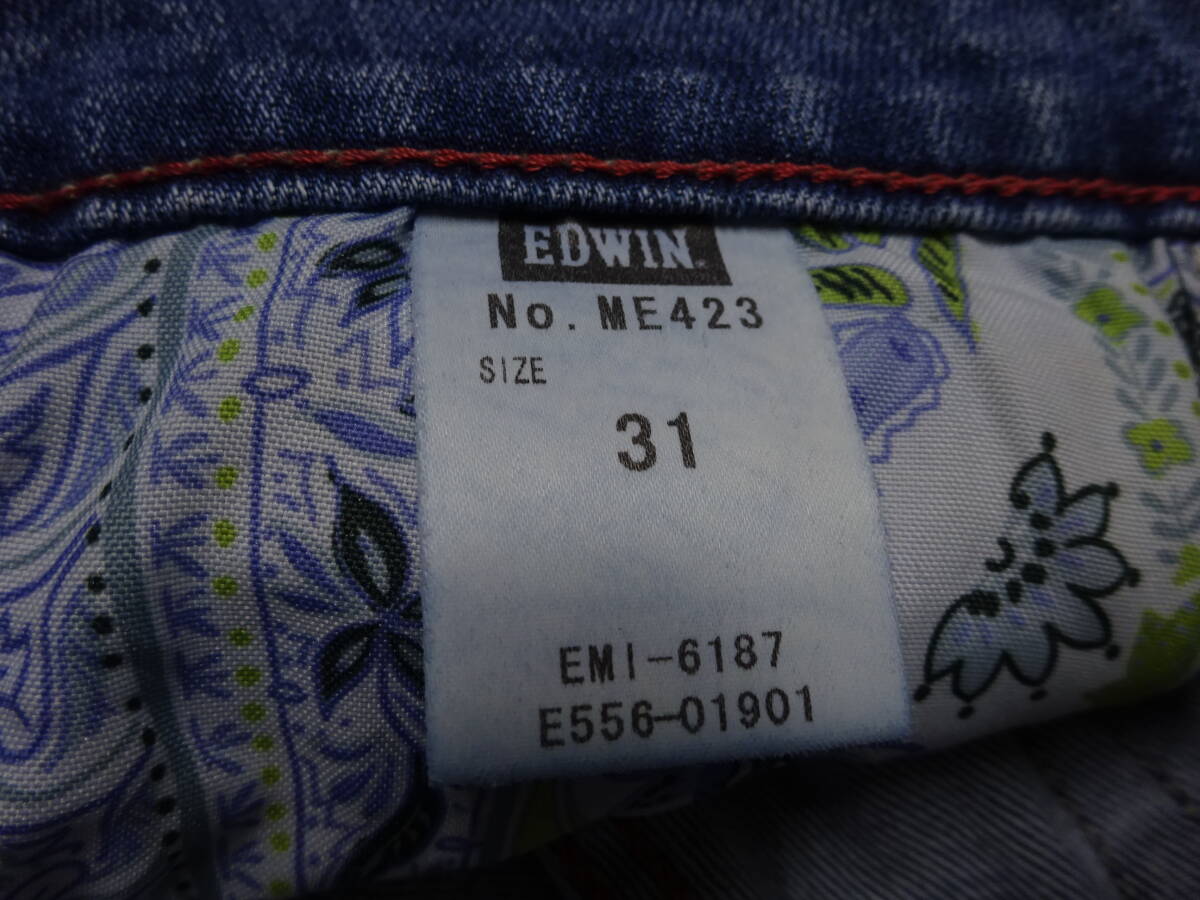 EDWIN
No. ME423
SIZE
31
EMI-6187
E556-01901